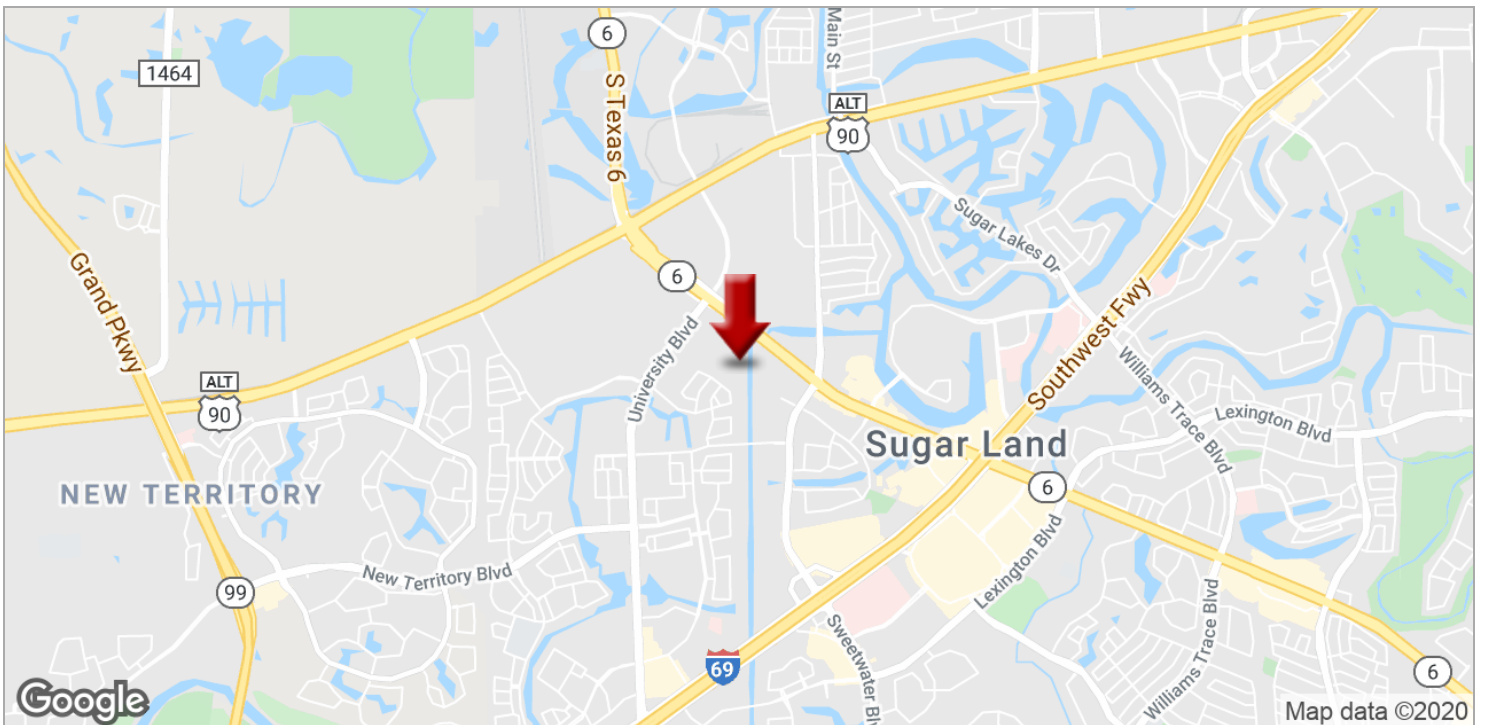 6
Main St
1464
S Texas 6
ALT
90
Sugar Lakes Dr
Grand Pkwy
6
Southwest Fwy
University Blvd
Williams Trace Blvd
ALT
90
Lexington Blvd
Sugar Land
NEW TERRITORY
6
Lexington Blvd
New Territory Blvd
99
Williams Trace Blvd
Sweetwater Bl
69
6
Google
Map data ©2020